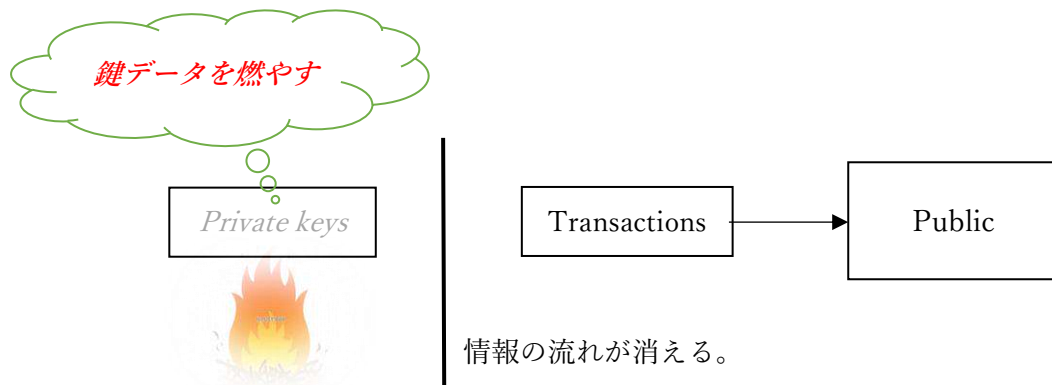 鍵データを燃やす
Private keys
Transactions
Public
情報の流れが消える。